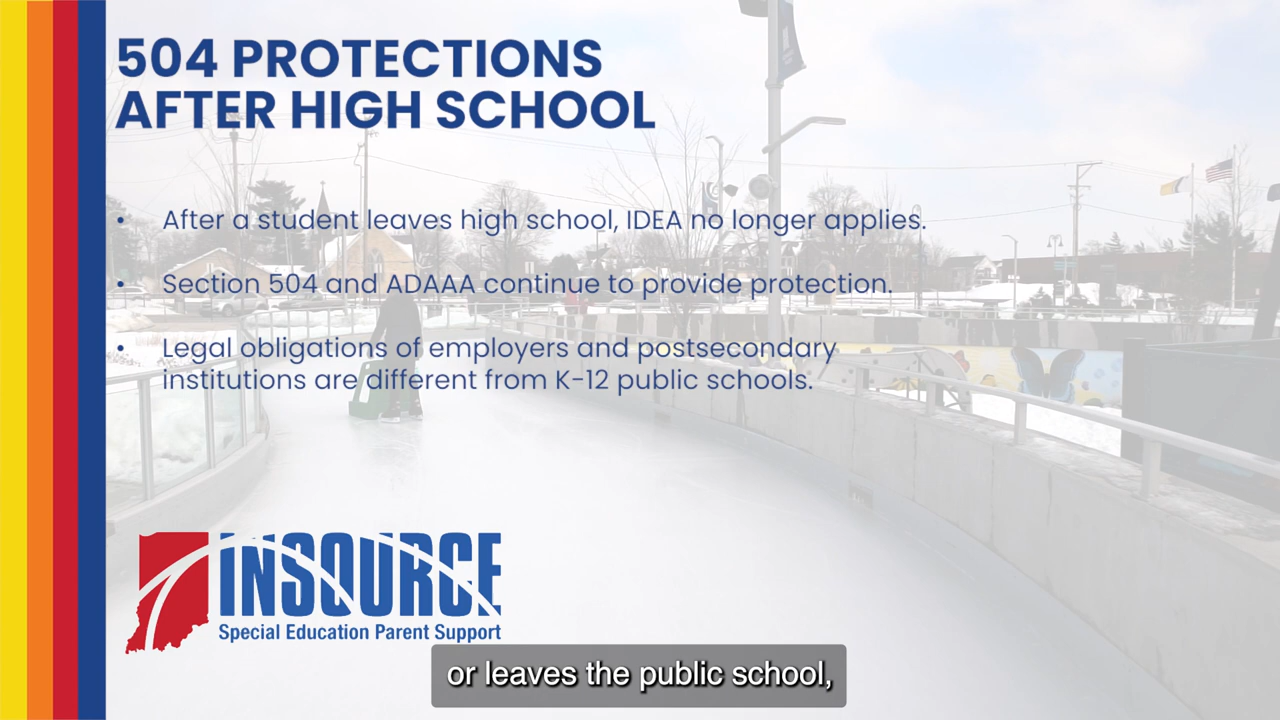 504 PROTECTIONS
AFTER HIGH SCHOOL
• After a student leaves high school, IDEA no longer applies.
• Section 504 and ADAAA continue to provide protection.
• Legal obligations of employers and postsecondary
institutions are different from K-12 public schools.
INSOURCE
Special Education Parent Support
or leaves the public school,